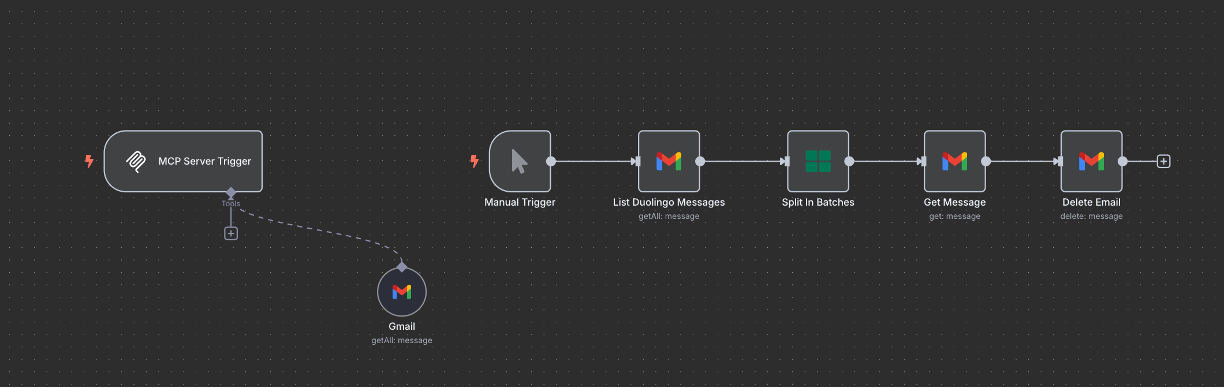 MCP Server Trigger
Tools
Gmail
getAll: message
Manual Trigger
List Duolingo Messages
getAll: message
Split In Batches
Get Message
get: message
Delete Email
delete: message